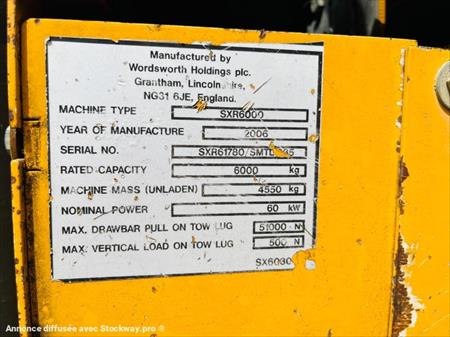 Manufactured by
Wordsworth Holdings plc.
Grantham, Lincolnshire,
NG31 6JE, England.
MACHINE TYPE SXR6000
YEAR OF MANUFACTURE 2006
SERIAL NO. SXR61780/
RATED CAPACITY 6000 kg
MACHINE MASS (UNLADEN) 4550 kg
NOMINAL POWER 60 kW
MAX. DRAWBAR PULL ON TOW LUG 51000 N
MAX. VERTICAL LOAD ON TOW LUG 500 N
SX6030
Annonce diffusée avec Stockway.pro ®